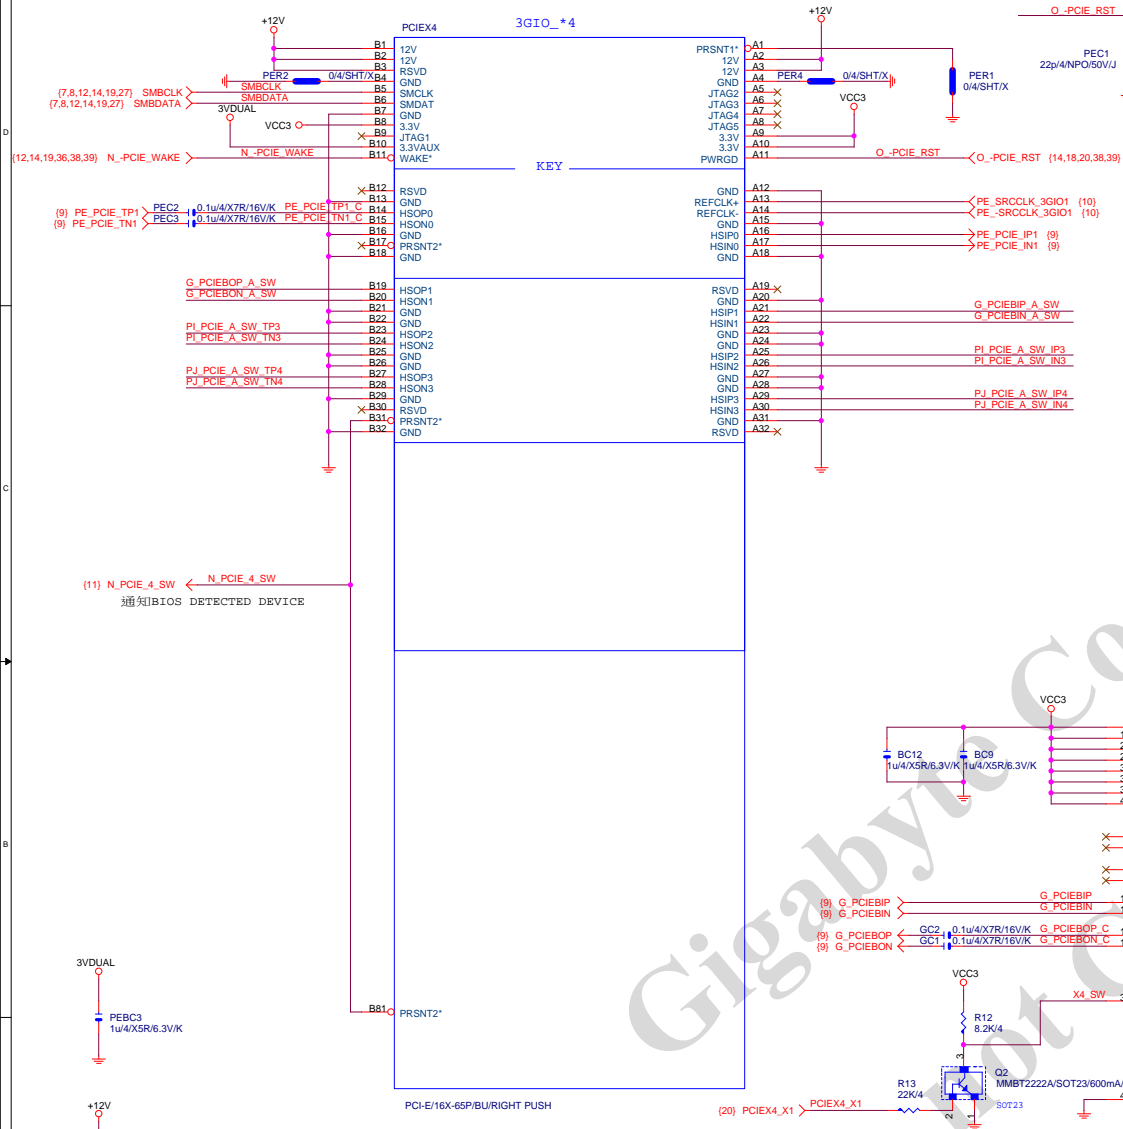 O_-PCIE_RST
+12V
PCIEX4
3GIO_*4
+12V
PEC1
22p/4/NPO/50V/J
B1 12V
B2 12V
B3 RSVD
B4 GND
B5 SMCLK
B6 SMDAT
B7 GND
B8 3.3V
B9 JTAG1
B10 3.3VAUX
B11 WAKE*
PRSNT1* A1
12V A2
12V A3
GND A4
JTAG2 A5
JTAG3 A6
JTAG4 A7
JTAG5 A8
3.3V A9
3.3V A10
PWRGD A11
PER2 0/4/SHT/X
PER4 0/4/SHT/X
PER1
0/4/SHT/X
{7,8,12,14,19,27} SMBCLK SMBCLK
{7,8,12,14,19,27} SMBDATA SMBDATA
3VDUAL
VCC3
VCC3
{12,14,19,36,38,39} N_-PCIE_WAKE N_-PCIE_WAKE
O_-PCIE_RST O_-PCIE_RST {14,18,20,38,39}
KEY
B12 RSVD
B13 GND
B14 HSOP0
B15 HSON0
B16 GND
B17 PRSNT2*
B18 GND
GND A12
REFCLK+ A13
REFCLK- A14
GND A15
HSIP0 A16
HSIN0 A17
GND A18
{9} PE_PCIE_TP1 PEC2 0.1u/4/X7R/16V/K PE_PCIE_TP1_C
{9} PE_PCIE_TN1 PEC3 0.1u/4/X7R/16V/K PE_PCIE_TN1_C
PE_SRCCLK_3GIO1 {10}
PE_-SRCCLK_3GIO1 {10}
PE_PCIE_IP1 {9}
PE_PCIE_IN1 {9}
G_PCIEBOP_A_SW B19 HSOP1
G_PCIEBON_A_SW B20 HSON1
B21 GND
B22 GND
PI_PCIE_A_SW_TP3 B23 HSOP2
PI_PCIE_A_SW_TN3 B24 HSON2
B25 GND
B26 GND
PJ_PCIE_A_SW_TP4 B27 HSOP3
PJ_PCIE_A_SW_TN4 B28 HSON3
B29 GND
B30 RSVD
B31 PRSNT2*
B32 GND
RSVD A19
GND A20
HSIP1 A21 G_PCIEBIP_A_SW
HSIN1 A22 G_PCIEBIN_A_SW
GND A23
GND A24
HSIP2 A25 PI_PCIE_A_SW_IP3
HSIN2 A26 PI_PCIE_A_SW_IN3
GND A27
GND A28
HSIP3 A29 PJ_PCIE_A_SW_IP4
HSIN3 A30 PJ_PCIE_A_SW_IN4
GND A31
RSVD A32
D
C
B
{11} N_PCIE_4_SW N_PCIE_4_SW
通知BIOS DETECTED DEVICE
VCC3
BC12
1u/4/X5R/6.3V/K
BC9
1u/4/X5R/6.3V/K
{9} G_PCIEBIP G_PCIEBIP
{9} G_PCIEBIN G_PCIEBIN
{9} G_PCIEBOP GC2 0.1u/4/X7R/16V/K G_PCIEBOP_C
{9} G_PCIEBON GC1 0.1u/4/X7R/16V/K G_PCIEBON_C
3VDUAL
PEBC3
1u/4/X5R/6.3V/K
B81 PRSNT2*
VCC3
X4_SW
R12
8.2K/4
3
Q2
MMBT2222A/SOT23/600mA/
SOT23
R13
22K/4
2
1
+12V
PCI-E/16X-65P/BU/RIGHT PUSH
{20} PCIEX4_X1 PCIEX4_X1
Gigabyte Co
not C